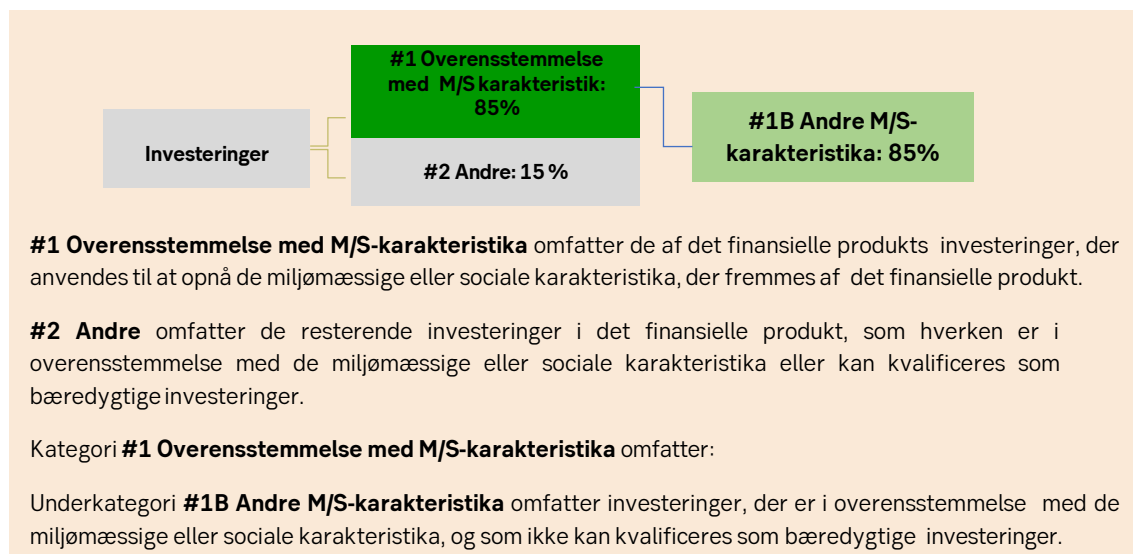 #1 Overensstemmelse
med M/S karakteristik:
85%
Investeringer
#2 Andre: 15 %
#1B Andre M/S-
karakteristika: 85%
#1 Overensstemmelse med M/S-karakteristika omfatter de af det finansielle produkts investeringer, der
anvendes til at opnå de miljømæssige eller sociale karakteristika, der fremmes af det finansielle produkt.
#2 Andre omfatter de resterende investeringer i det finansielle produkt, som hverken er i
overensstemmelse med de miljømæssige eller sociale karakteristika eller kan kvalificeres som
bæredygtige investeringer.
Kategori #1 Overensstemmelse med M/S-karakteristika omfatter:
Underkategori #1B Andre M/S-karakteristika omfatter investeringer, der er i overensstemmelse med de
miljømæssige eller sociale karakteristika, og som ikke kan kvalificeres som bæredygtige investeringer.